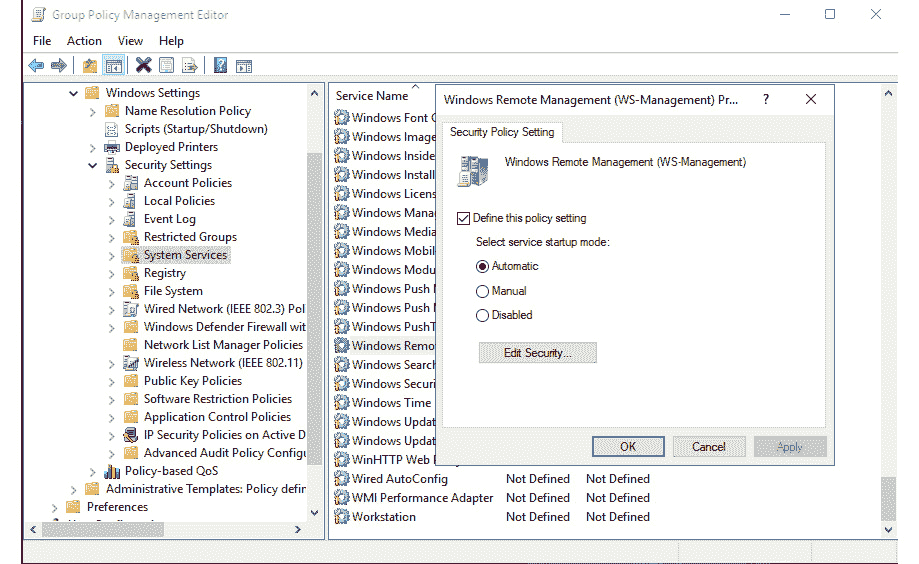 Group Policy Management Editor
File Action View Help
Windows Settings
Name Resolution Policy
Scripts (Startup/Shutdown)
Deployed Printers
Security Settings
Account Policies
Local Policies
Event Log
Restricted Groups
System Services
Registry
File System
Wired Network (IEEE 802.3) Pol
Windows Defender Firewall wit
Network List Manager Policies
Wireless Network (IEEE 802.11)
Public Key Policies
Software Restriction Policies
Application Control Policies
IP Security Policies on Active D
Advanced Audit Policy Configu
Policy-based QoS
Administrative Templates: Policy defin
Preferences
Service Name
Windows Font
Windows Image
Windows Inside
Windows Install
Windows Licens
Windows Mana
Windows Media
Windows Mobil
Windows Modu
Windows Push
Windows Push
Windows PushT
Windows Remo
Windows Search
Windows Securi
Windows Time
Windows Updat
Windows Updat
WinHTTP Web
Wired AutoConfig Not Defined Not Defined
WMI Performance Adapter Not Defined Not Defined
Workstation Not Defined Not Defined
Windows Remote Management (WS-Management) Pr... ?
Security Policy Setting
Windows Remote Management (WS-Management)
Define this policy setting
Select service startup mode:
Automatic
Manual
Disabled
Edit Security...
OK Cancel Apply